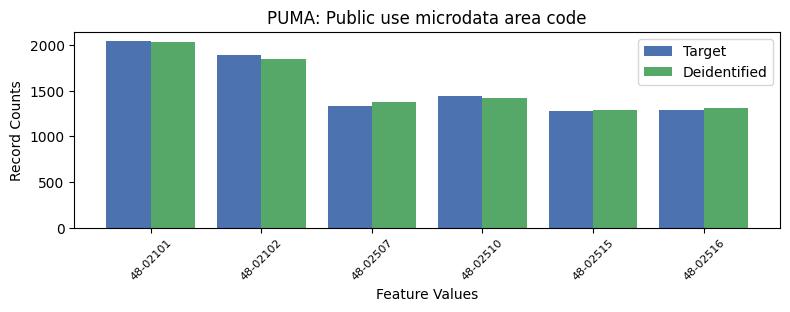 PUMA: Public use microdata area code
Record Counts
2000
1500
1000
500
0
Target
Deidentified
48-02101
48-02102
48-02507
48-02510
48-02515
48-02516
Feature Values